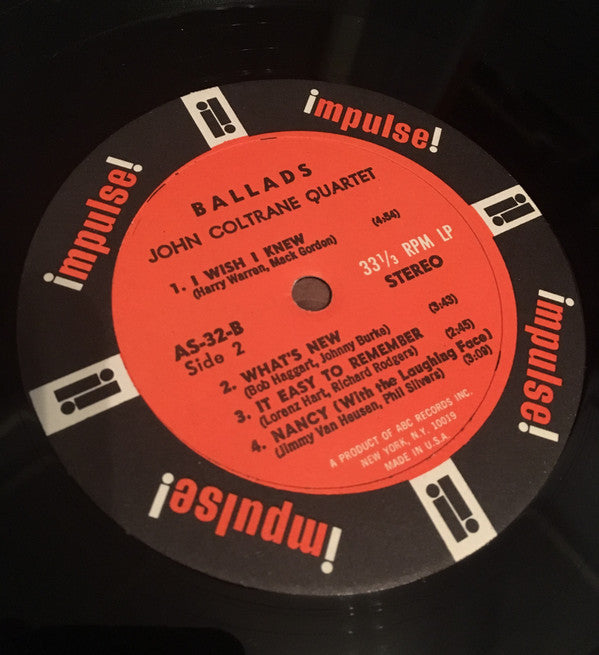 impulse!
impulse!
impulse!
impulse!
i!
i!
i!
i!
BALLADS
JOHN COLTRANE QUARTET
1. I WISH I KNEW (4:54)
(Harry Warren, Mack Gordon)
33⅓ RPM LP
STEREO
AS-32-B
Side 2
2. WHAT'S NEW (3:43)
(Bob Haggart, Johnny Burke)
3. IT EASY TO REMEMBER (2:45)
(Lorenz Hart, Richard Rodgers)
4. NANCY (With the Laughing Face)
(Jimmy Van Heusen, Phil Silvers) (3:09)
A PRODUCT OF ABC RECORDS INC.
NEW YORK, N.Y. 10019
MADE IN U.S.A.